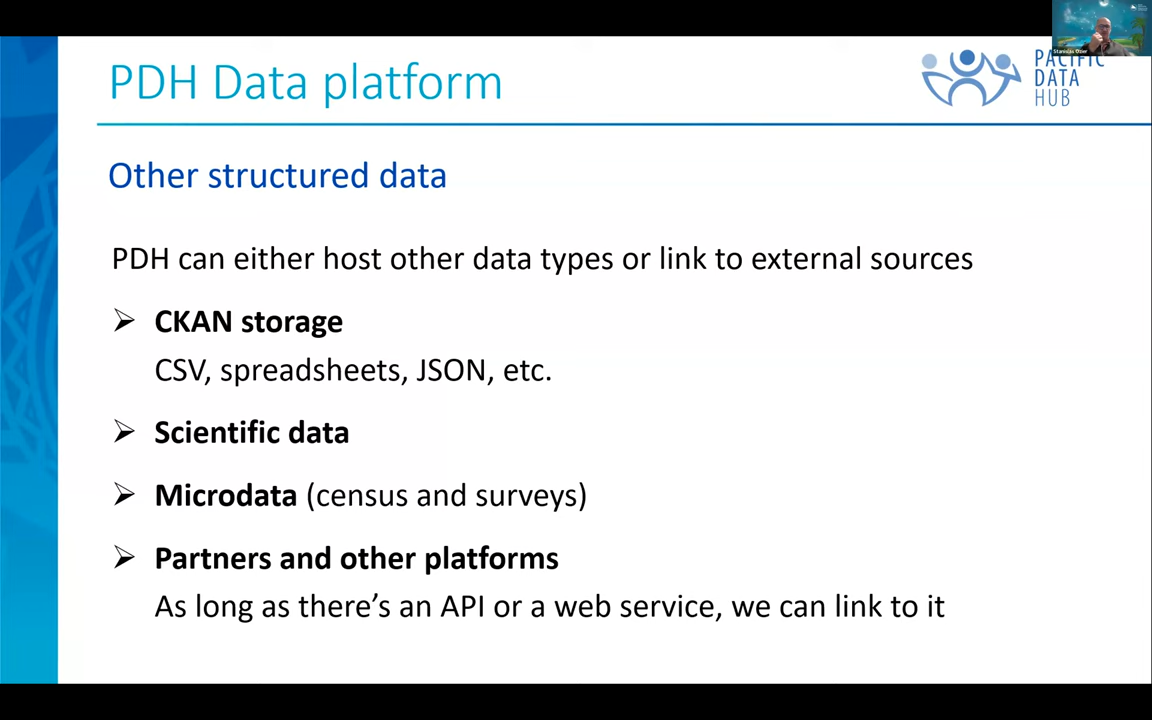 PDH Data platform
PACIFIC
DATA
HUB
Stanislas Ozier
Other structured data
PDH can either host other data types or link to external sources
➢ CKAN storage
CSV, spreadsheets, JSON, etc.
➢ Scientific data
➢ Microdata (census and surveys)
➢ Partners and other platforms
As long as there’s an API or a web service, we can link to it